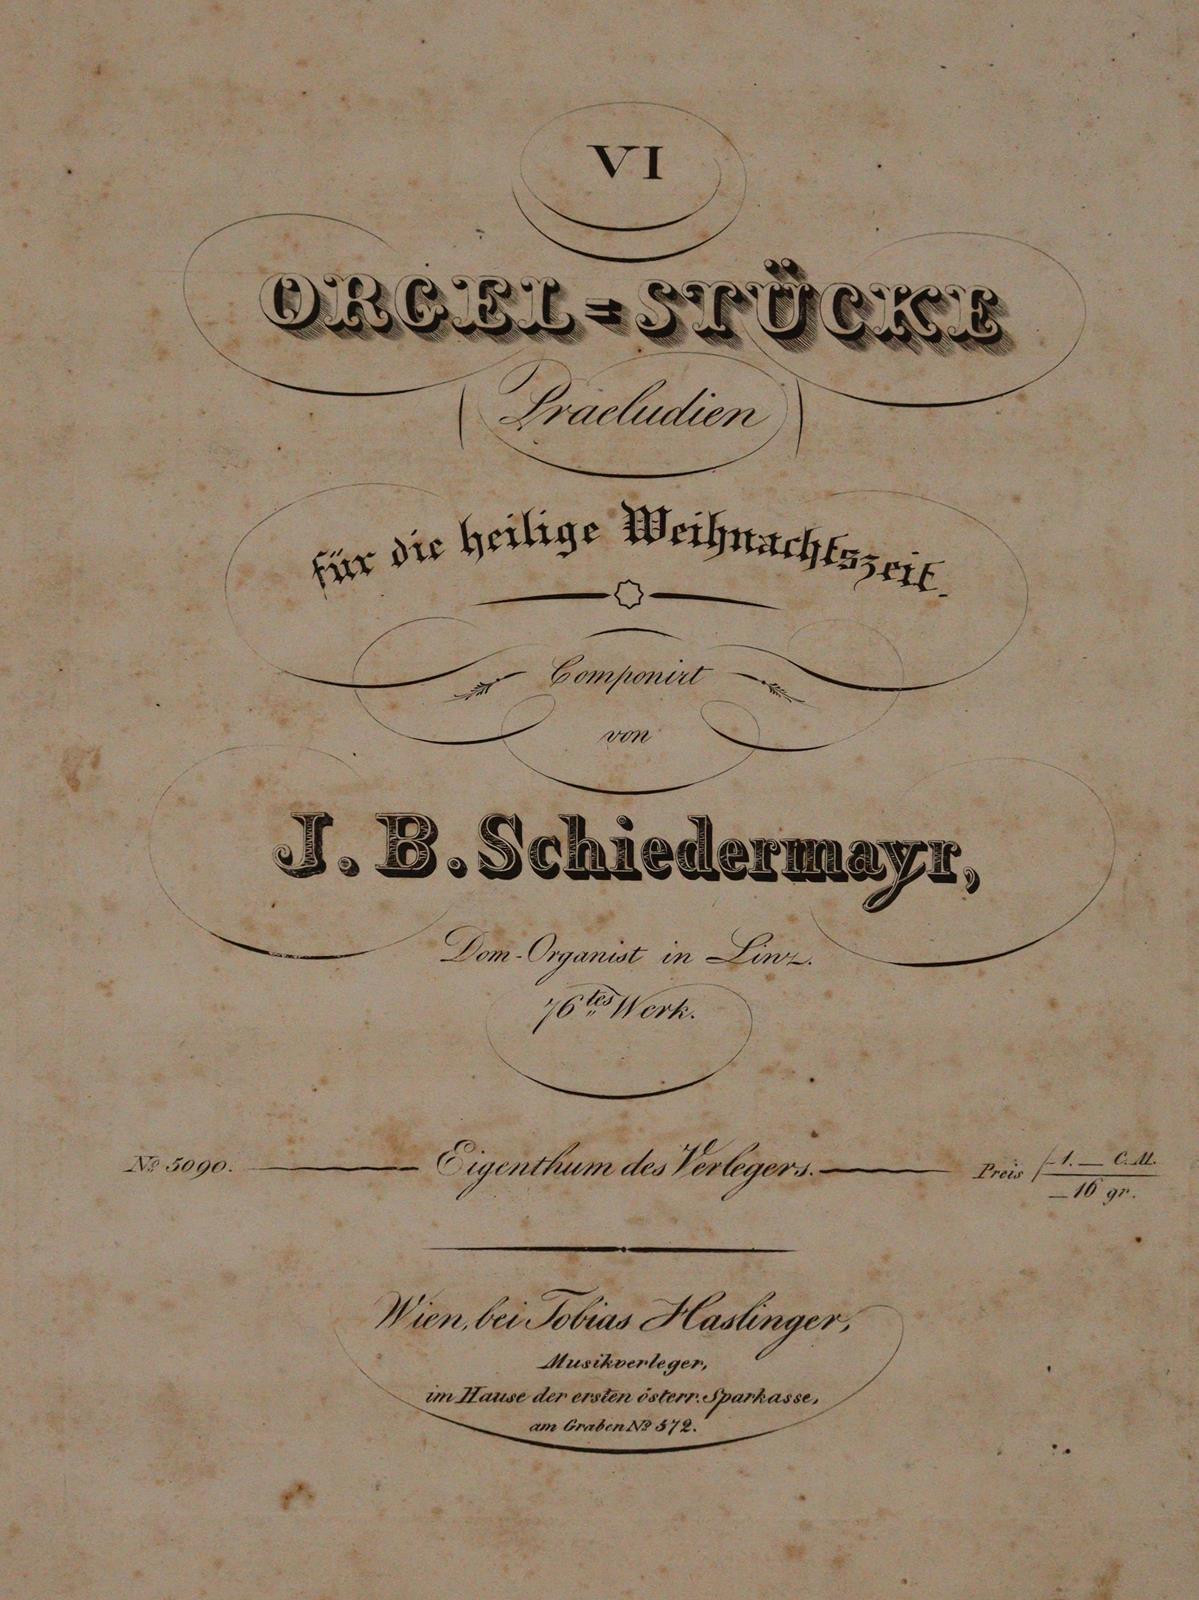 VI
ORGEL=STÜCKE
(Praeludien)
für die heilige Weihnachtszeit.
Componirt
von
J. B. Schiedermayr,
Dom-Organist in Linz.
76tes Werk.
No 5090. Eigenthum des Verlegers. Preis f 1. — C.M.
— 16 gr.
Wien, bei Tobias Haslinger,
Musikverleger,
im Hause der ersten österr. Sparkasse,
am Graben No 572.